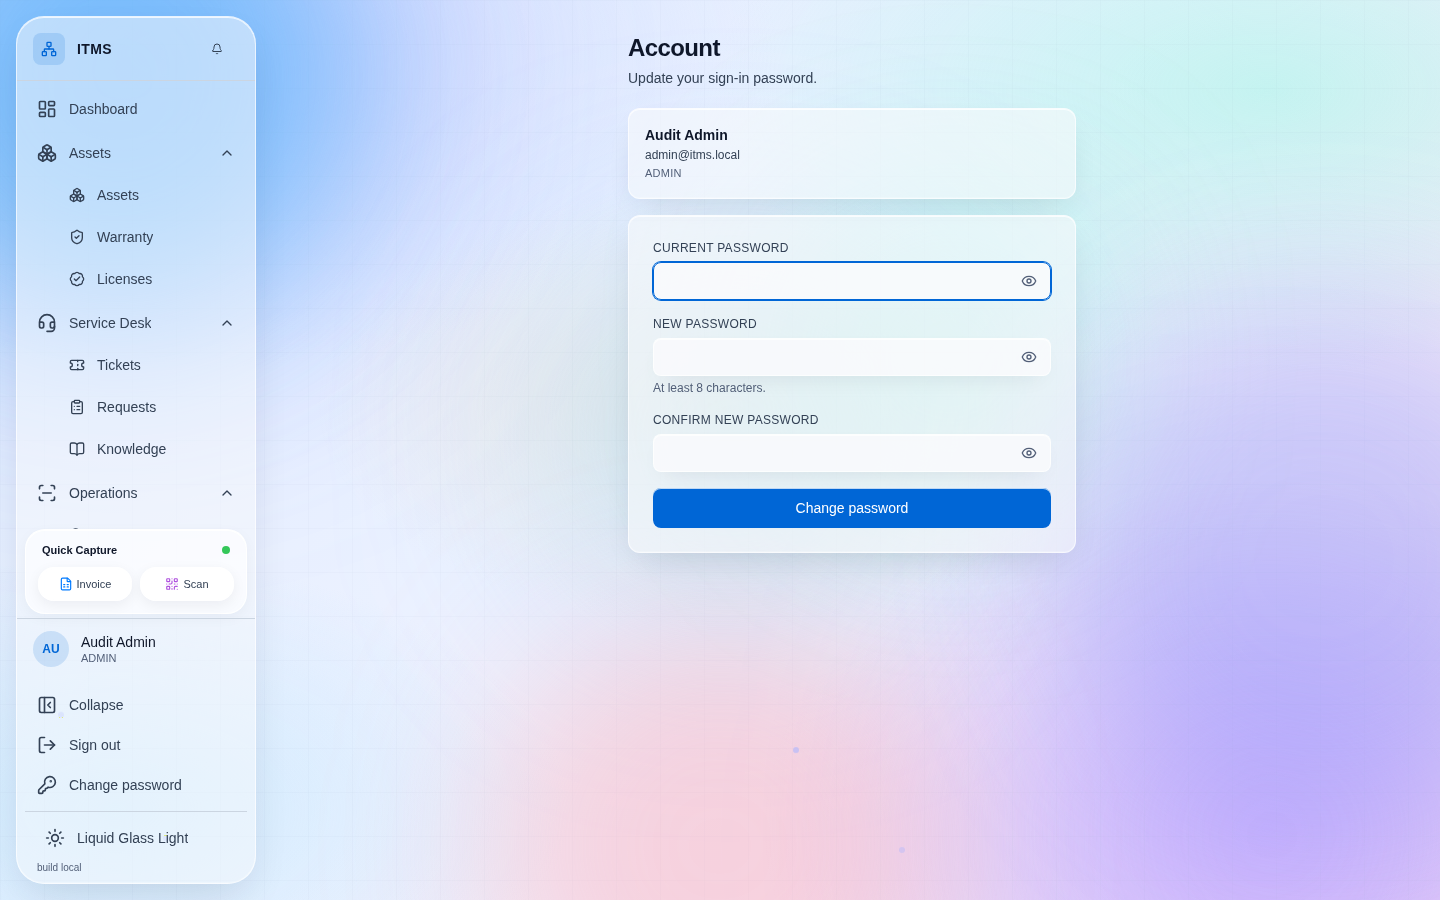 ITMS
Dashboard
Assets
Assets
Warranty
Licenses
Service Desk
Tickets
Requests
Knowledge
Operations
Quick Capture
Invoice
Scan
AU
Audit Admin
ADMIN
Collapse
Sign out
Change password
Liquid Glass Light
build local
Account
Update your sign-in password.
Audit Admin
admin@itms.local
ADMIN
CURRENT PASSWORD
NEW PASSWORD
At least 8 characters.
CONFIRM NEW PASSWORD
Change password